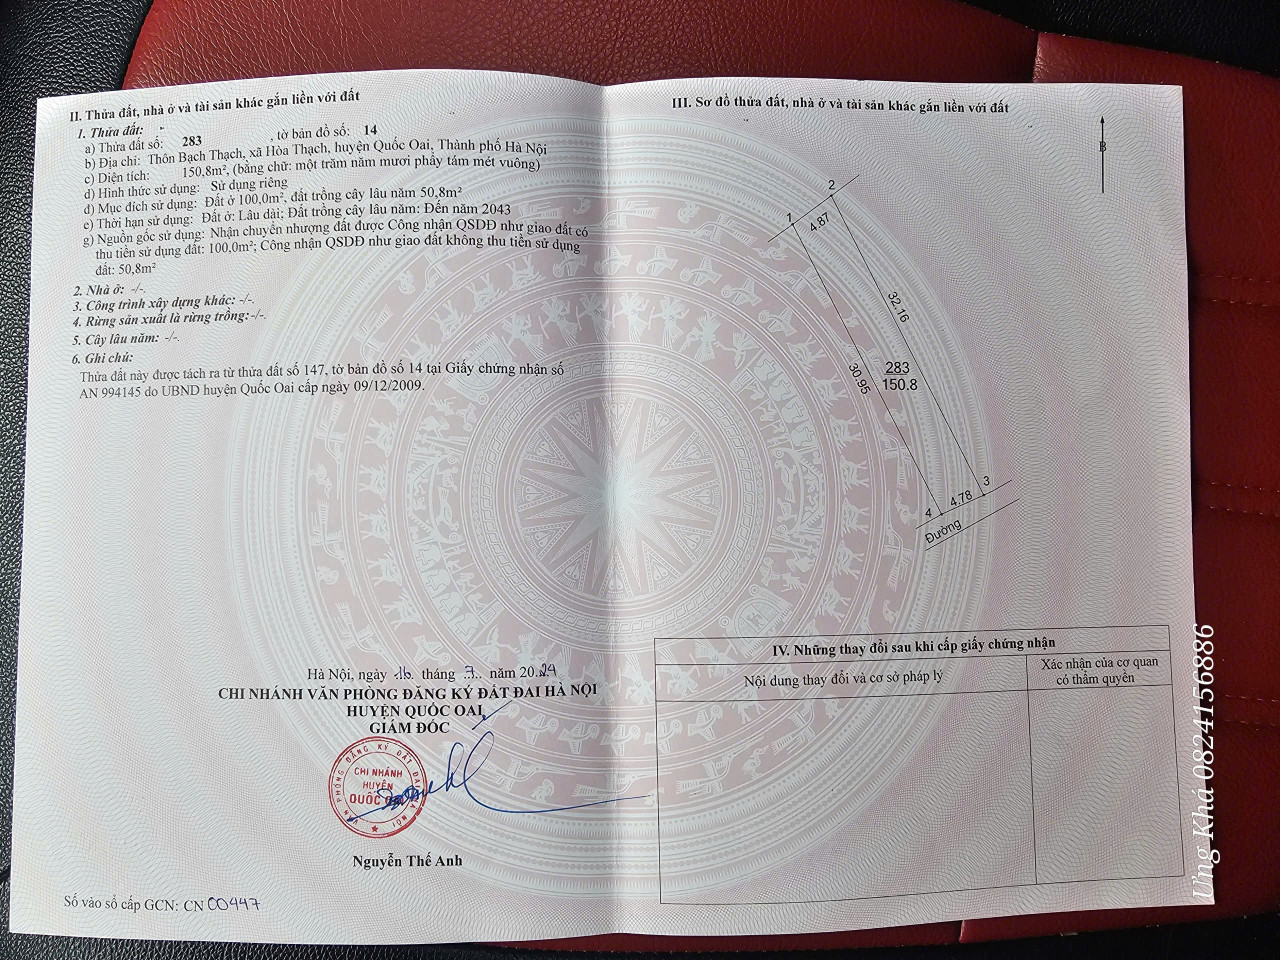 II. Thửa đất, nhà ở và tài sản khác gắn liền với đất
1. Thửa đất:
a) Thửa đất số: 283 , tờ bản đồ số: 14
b) Địa chỉ: Thôn Bạch Thạch, xã Hòa Thạch, huyện Quốc Oai, Thành phố Hà Nội
c) Diện tích: 150,8m², (bằng chữ: một trăm năm mươi phẩy tám mét vuông)
d) Hình thức sử dụng: Sử dụng riêng
đ) Mục đích sử dụng: Đất ở 100,0m², đất trồng cây lâu năm 50,8m²
e) Thời hạn sử dụng: Đất ở: Lâu dài; Đất trồng cây lâu năm: Đến năm 2043
g) Nguồn gốc sử dụng: Nhận chuyển nhượng đất được Công nhận QSDĐ như giao đất có
thu tiền sử dụng đất: 100,0m²; Công nhận QSDĐ như giao đất không thu tiền sử dụng
đất: 50,8m²
2. Nhà ở: -/-.
3. Công trình xây dựng khác: -/-.
4. Rừng sản xuất là rừng trồng: -/-.
5. Cây lâu năm: -/-.
6. Ghi chú:
Thửa đất này được tách ra từ thửa đất số 147, tờ bản đồ số 14 tại Giấy chứng nhận số
AN 994145 do UBND huyện Quốc Oai cấp ngày 09/12/2009.
Hà Nội, ngày 16 tháng 7 năm 2024
CHI NHÁNH VĂN PHÒNG ĐĂNG KÝ ĐẤT ĐAI HÀ NỘI
HUYỆN QUỐC OAI
GIÁM ĐỐC
VĂN PHÒNG ĐĂNG KÝ ĐẤT ĐAI HÀ NỘI
CHI NHÁNH
HUYỆN
QUỐC OAI
Nguyễn Thế Anh
Số vào sổ cấp GCN: CN 00447
III. Sơ đồ thửa đất, nhà ở và tài sản khác gắn liền với đất
B
1
2
4.87
32.16
30.95
283
150.8
3
4
4.78
Đường
IV. Những thay đổi sau khi cấp giấy chứng nhận
Nội dung thay đổi và cơ sở pháp lý
Xác nhận của cơ quan
có thẩm quyền
Ưng Khá 0824156886